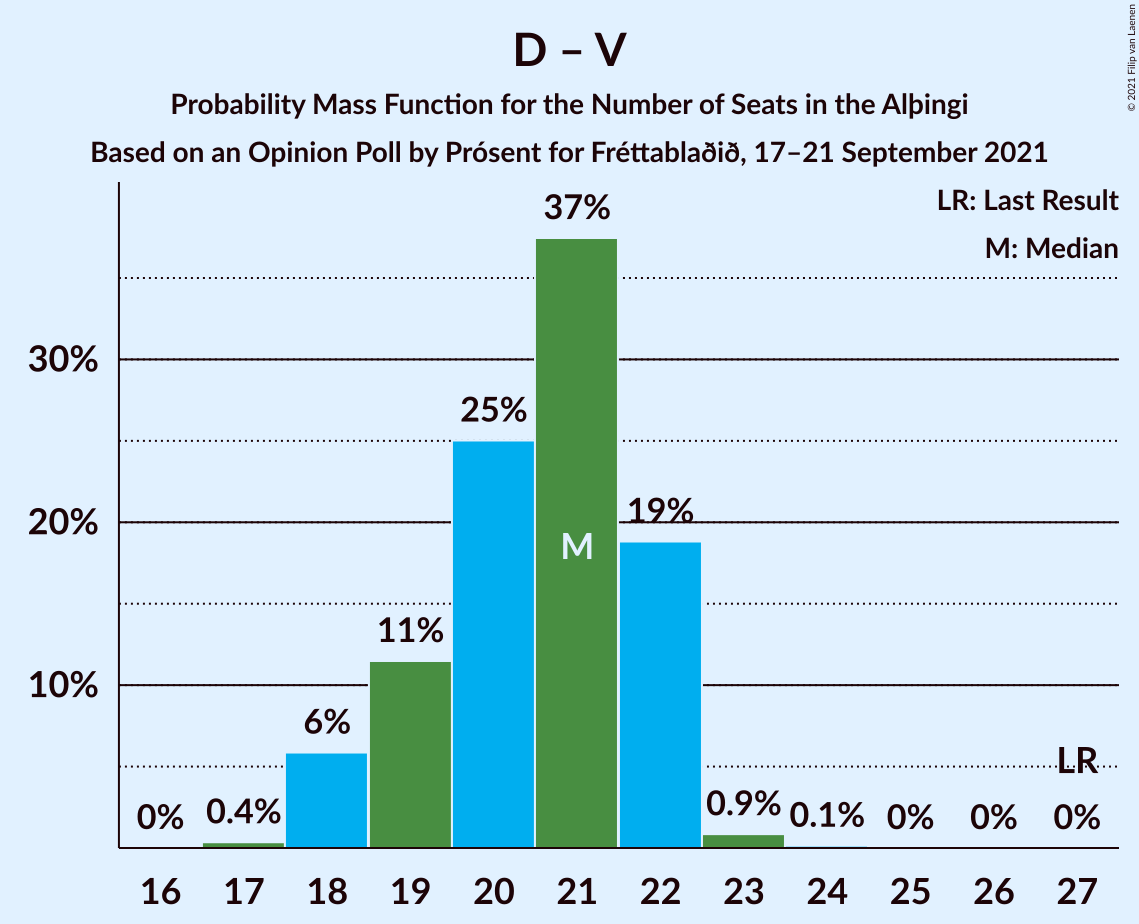 D – V
Probability Mass Function for the Number of Seats in the Alþingi
Based on an Opinion Poll by Prósent for Fréttablaðið, 17–21 September 2021
© 2021 Filip van Laenen
LR: Last Result
M: Median
30%
20%
10%
0%
0.4%
6%
11%
25%
37%
M
19%
0.9%
0.1%
0%
0%
LR
0%
16 17 18 19 20 21 22 23 24 25 26 27